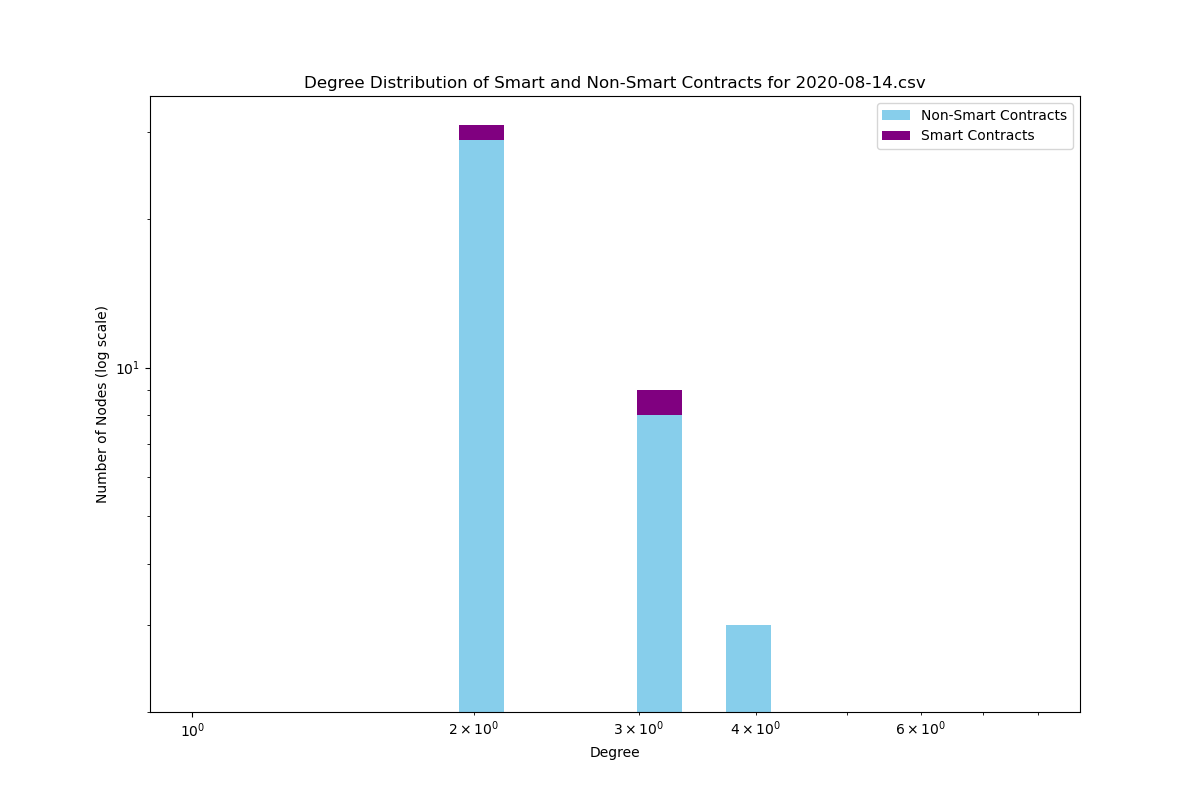 Degree Distribution of Smart and Non-Smart Contracts for 2020-08-14.csv
Non-Smart Contracts
Smart Contracts
Number of Nodes (log scale)
10¹
10⁰
2 × 10⁰
3 × 10⁰
4 × 10⁰
6 × 10⁰
Degree